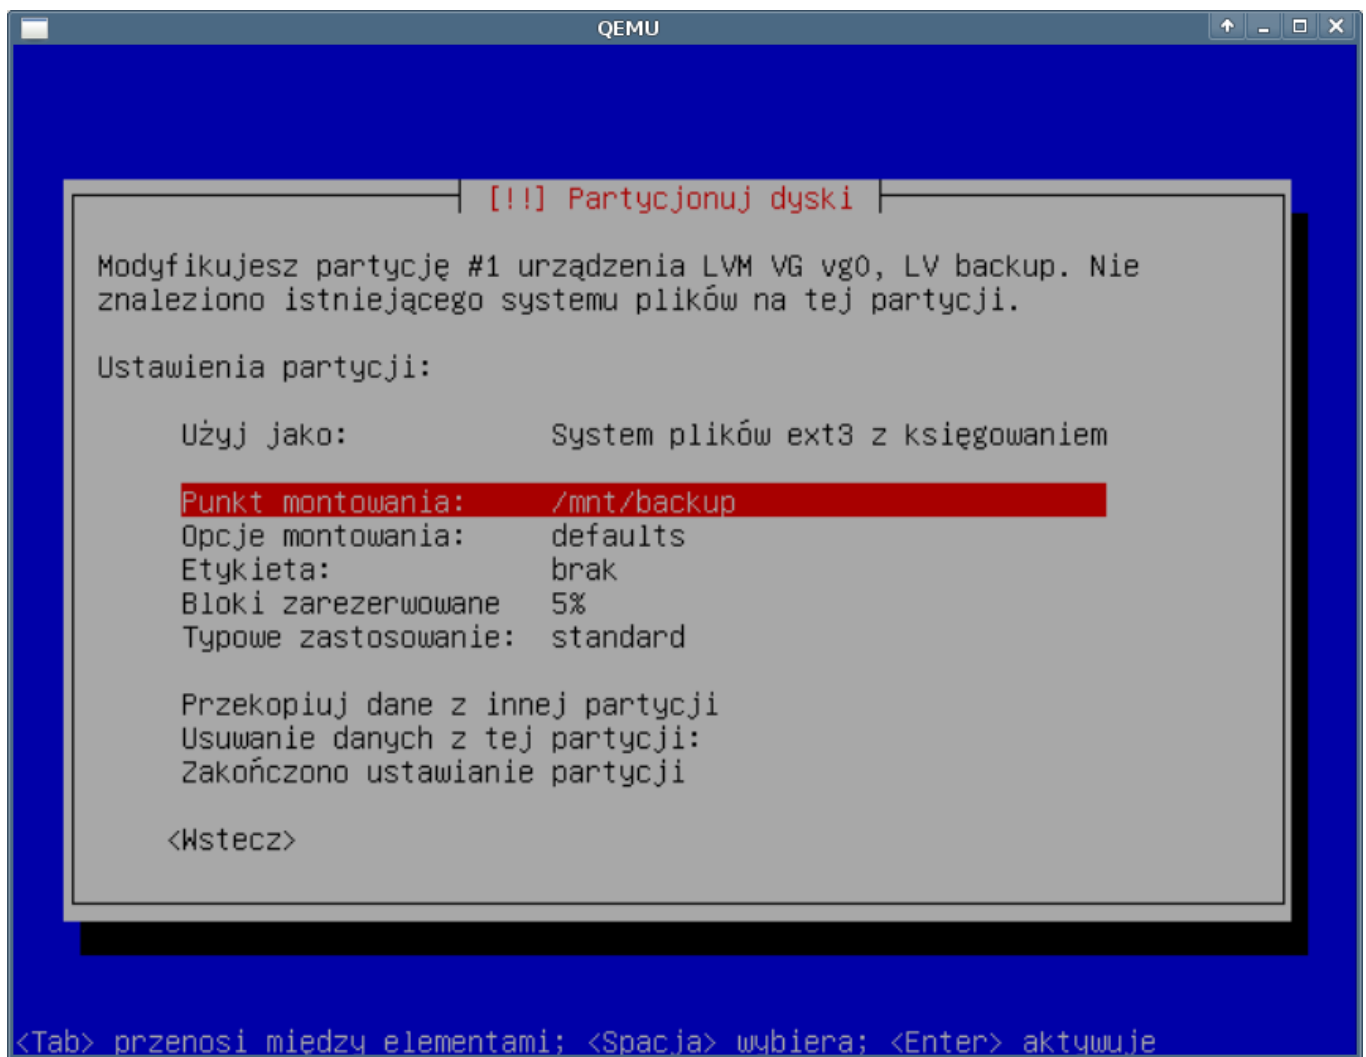 QEMU
[!!] Partycjonuj dyski
Modyfikujesz partycję #1 urządzenia LVM VG vg0, LV backup. Nie
znaleziono istniejącego systemu plików na tej partycji.
Ustawienia partycji:
Użyj jako: System plików ext3 z księgowaniem
Punkt montowania: /mnt/backup
Opcje montowania: defaults
Etykieta: brak
Bloki zarezerwowane 5%
Typowe zastosowanie: standard
Przekopiuj dane z innej partycji
Usuwanie danych z tej partycji:
Zakończono ustawianie partycji
<Wstecz>
<Tab> przenosi między elementami; <Spacja> wybiera; <Enter> aktywuje